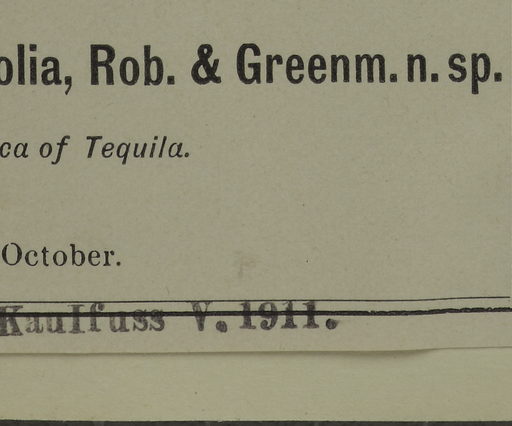 olia, Rob. & Greenm. n. sp.
ca of Tequila.
October.
Kaulfuss V. 1911.